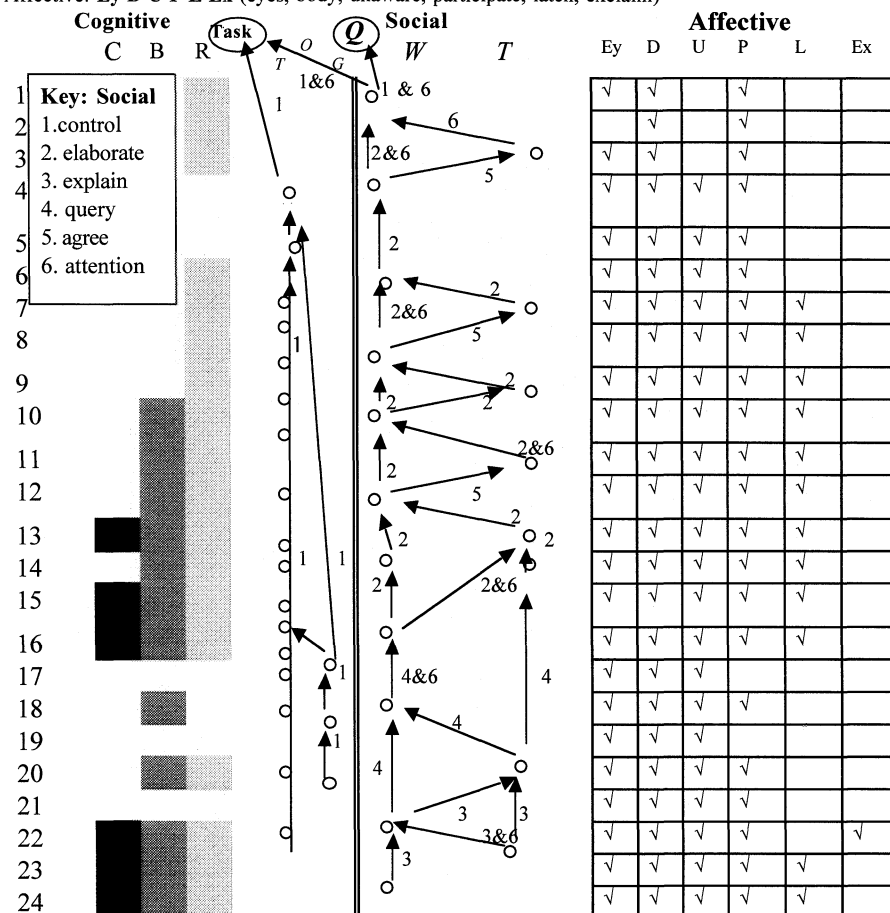 Affective: Ey D U P L Ex (eyes, body, unaware, participate, latch, exclaim)
Cognitive Social Affective
Task O Q
C B R T G W T Ey D U P L Ex
Key: Social
1.control
2. elaborate
3. explain
4. query
5. agree
6. attention
1 1 1&6 1 & 6 √ √ √
2 6 √ √
3 2&6 5 √ √ √
4 √ √ √ √
5 2 √ √ √ √
6 2 √ √ √ √
7 2&6 √ √ √ √ √
8 1 5 √ √ √ √ √
9 2 √ √ √ √ √
10 2 2 √ √ √ √ √
11 2&6 √ √ √ √ √
12 2 5 √ √ √ √ √
13 2 2 2 √ √ √ √ √
14 1 1 2 2&6 √ √ √ √ √
15 √ √ √ √ √
16 √ √ √ √ √
17 1 4&6 4 √ √ √
18 4 √ √ √ √
19 1 √ √ √
20 4 √ √ √ √
21 3 3 √ √ √ √
22 3&6 √ √ √ √ √
23 3 √ √ √ √ √
24 √ √ √ √ √